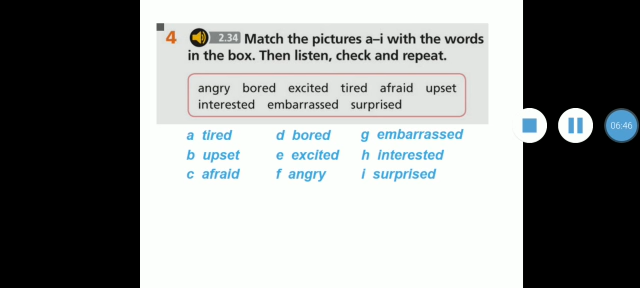 4 2.34 Match the pictures a–i with the words
in the box. Then listen, check and repeat.
angry bored excited tired afraid upset
interested embarrassed surprised
a tired d bored g embarrassed
b upset e excited h interested
c afraid f angry i surprised
06:46